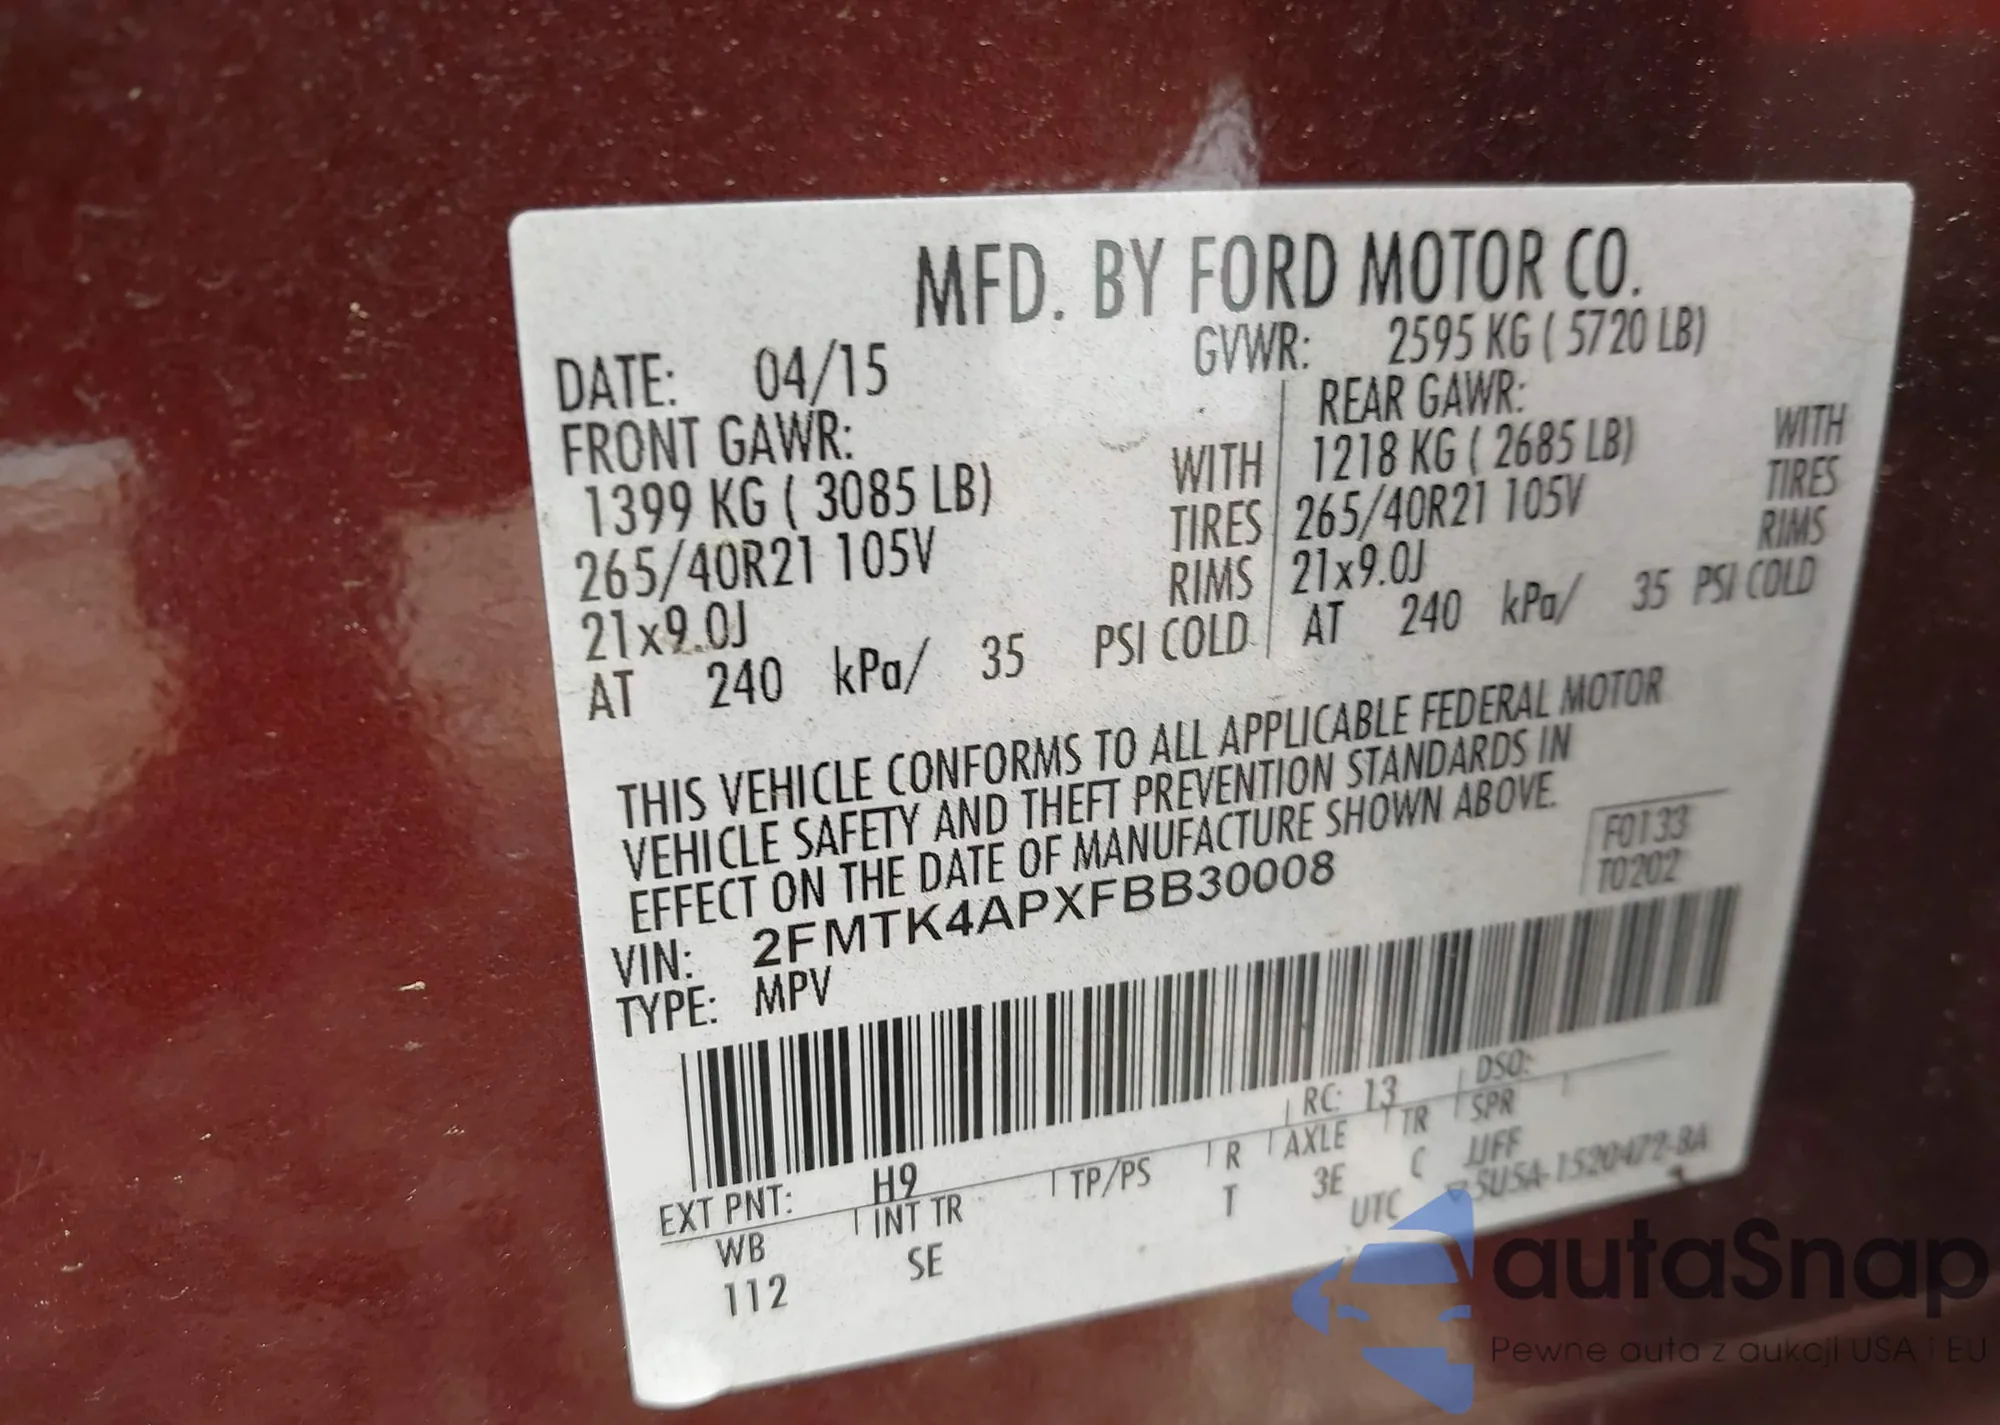 MFD. BY FORD MOTOR CO.
DATE: 04/15 GVWR: 2595 KG ( 5720 LB)
FRONT GAWR: REAR GAWR:
1399 KG ( 3085 LB) WITH 1218 KG ( 2685 LB) WITH
265/40R21 105V TIRES 265/40R21 105V TIRES
21x9.0J RIMS 21x9.0J RIMS
AT 240 kPa/ 35 PSI COLD AT 240 kPa/ 35 PSI COLD
THIS VEHICLE CONFORMS TO ALL APPLICABLE FEDERAL MOTOR
VEHICLE SAFETY AND THEFT PREVENTION STANDARDS IN
EFFECT ON THE DATE OF MANUFACTURE SHOWN ABOVE.
F0133
T0202
VIN: 2FMTK4APXFBB30008
TYPE: MPV
EXT PNT: H9 RC: 13 DSO:
WB INT TR TP/PS R AXLE TR SPR
112 SE T 3E C JJFF
UTC 5U5A-1520472-BA
autaSnap
Pewne auta z aukcji USA i EU